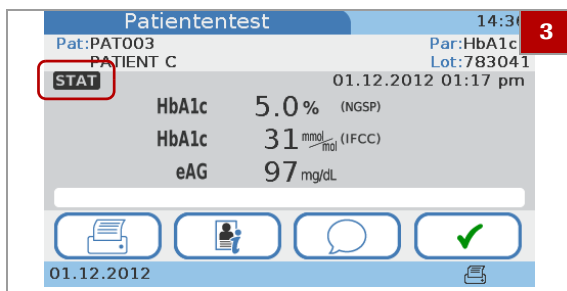 Patiententest 14:36
3
Pat:PAT003 Par:HbA1c
PATIENT C Lot:783041
STAT 01.12.2012 01:17 pm
HbA1c 5.0 % (NGSP)
HbA1c 31 mmol/mol (IFCC)
eAG 97 mg/dL
01.12.2012